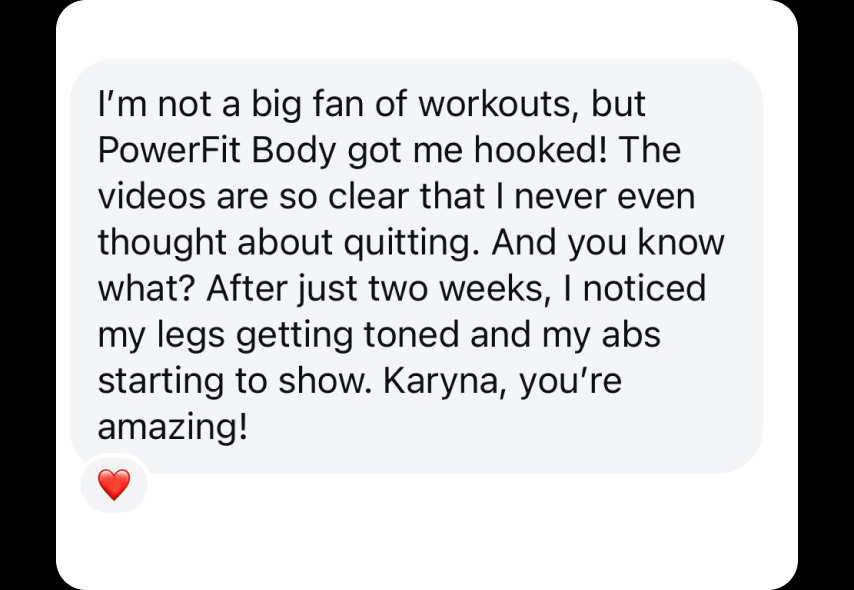 I’m not a big fan of workouts, but
PowerFit Body got me hooked! The
videos are so clear that I never even
thought about quitting. And you know
what? After just two weeks, I noticed
my legs getting toned and my abs
starting to show. Karyna, you’re
amazing!